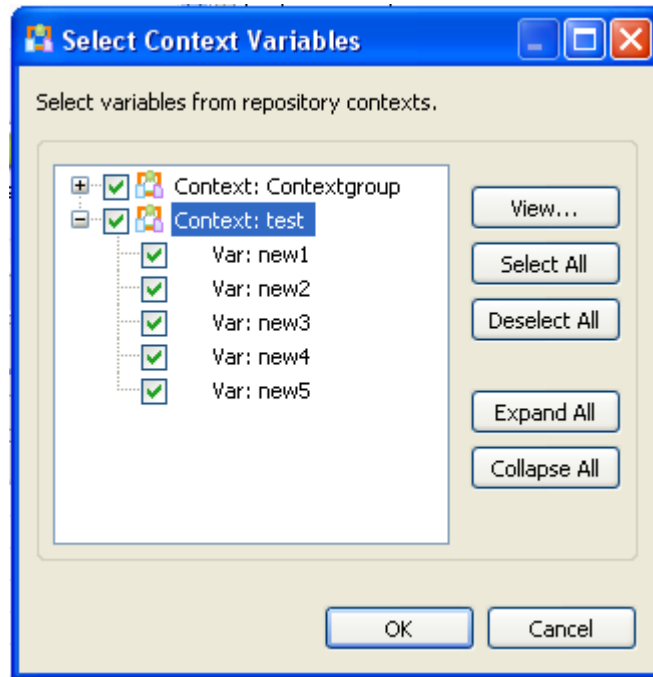 Select Context Variables
Select variables from repository contexts.
Context: Contextgroup
Context: test
Var: new1
Var: new2
Var: new3
Var: new4
Var: new5
View...
Select All
Deselect All
Expand All
Collapse All
OK
Cancel